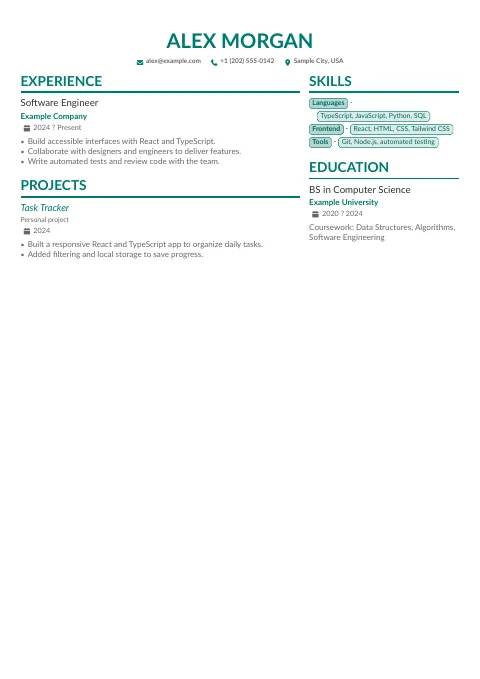 ALEX MORGAN
alex@example.com +1 (202) 555-0142 Sample City, USA
EXPERIENCE
Software Engineer
Example Company
2024 ? Present
• Build accessible interfaces with React and TypeScript.
• Collaborate with designers and engineers to deliver features.
• Write automated tests and review code with the team.
PROJECTS
Task Tracker
Personal project
2024
• Built a responsive React and TypeScript app to organize daily tasks.
• Added filtering and local storage to save progress.
SKILLS
Languages -
TypeScript, JavaScript, Python, SQL
Frontend - React, HTML, CSS, Tailwind CSS
Tools - Git, Node.js, automated testing
EDUCATION
BS in Computer Science
Example University
2020 ? 2024
Coursework: Data Structures, Algorithms,
Software Engineering